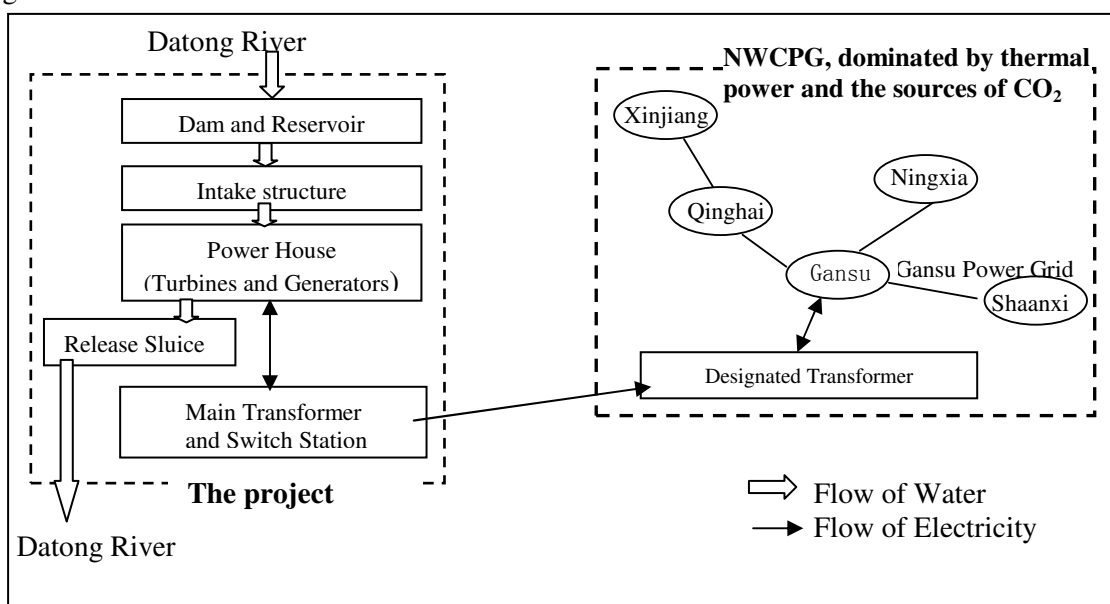 Datong River
Dam and Reservoir
Intake structure
Power House
(Turbines and Generators)
Release Sluice
Main Transformer
and Switch Station
The project
Datong River
NWCPG, dominated by thermal
power and the sources of CO₂
Xinjiang
Ningxia
Qinghai
Gansu
Gansu Power Grid
Shaanxi
Designated Transformer
Flow of Water
Flow of Electricity